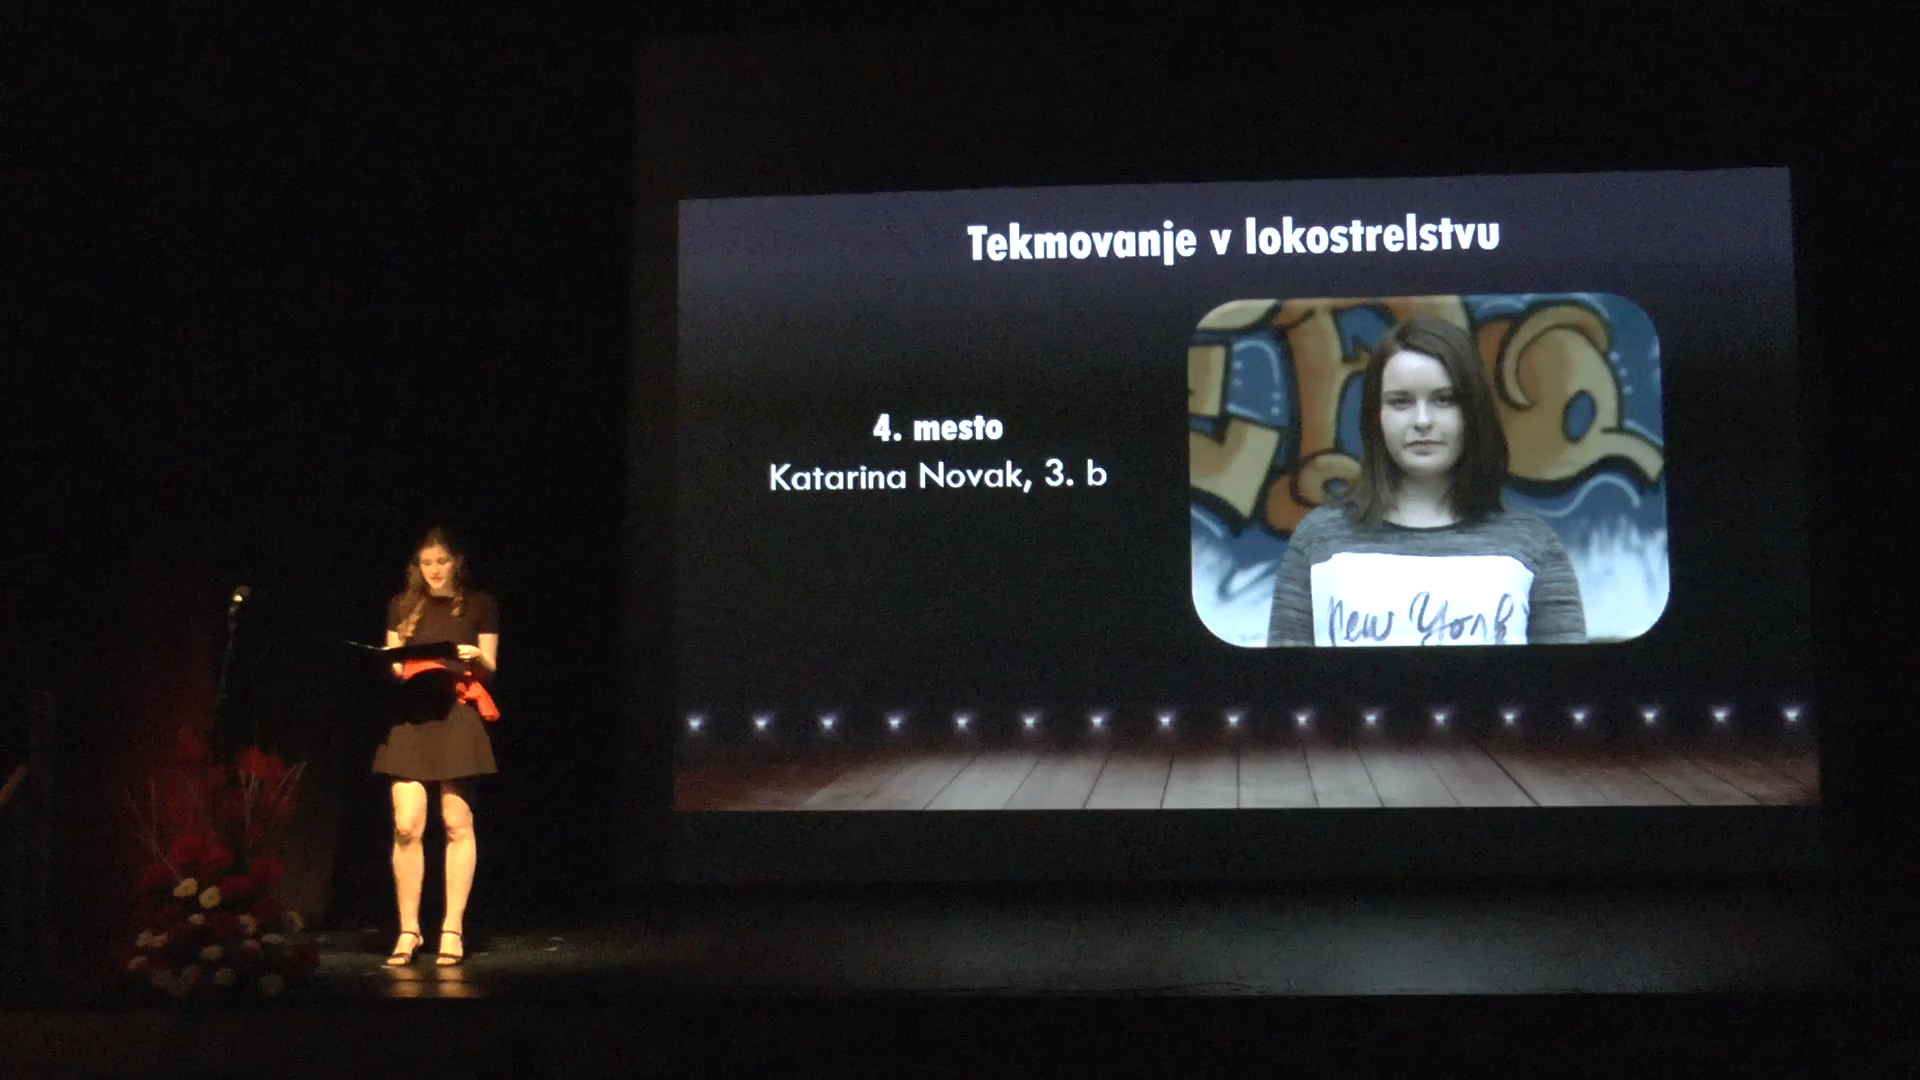 Tekmovanje v lokostrelstvu
4. mesto
Katarina Novak, 3. b
New York